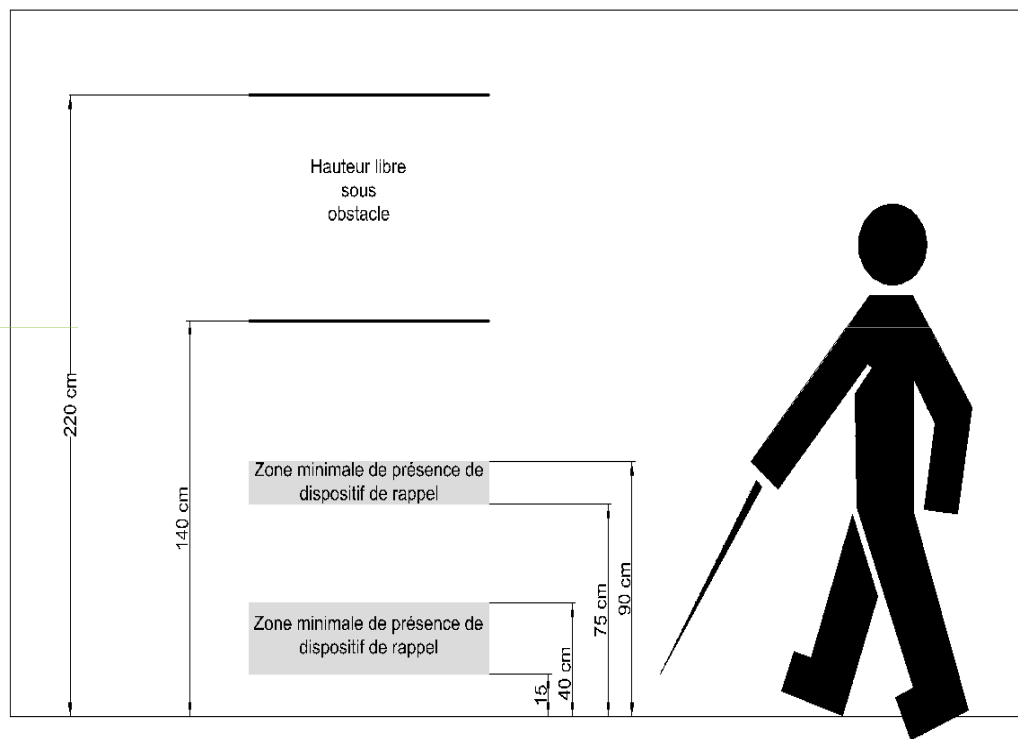 Hauteur libre
sous
obstacle
220 cm
140 cm
Zone minimale de présence de
dispositif de rappel
75 cm
90 cm
Zone minimale de présence de
dispositif de rappel
15
40 cm